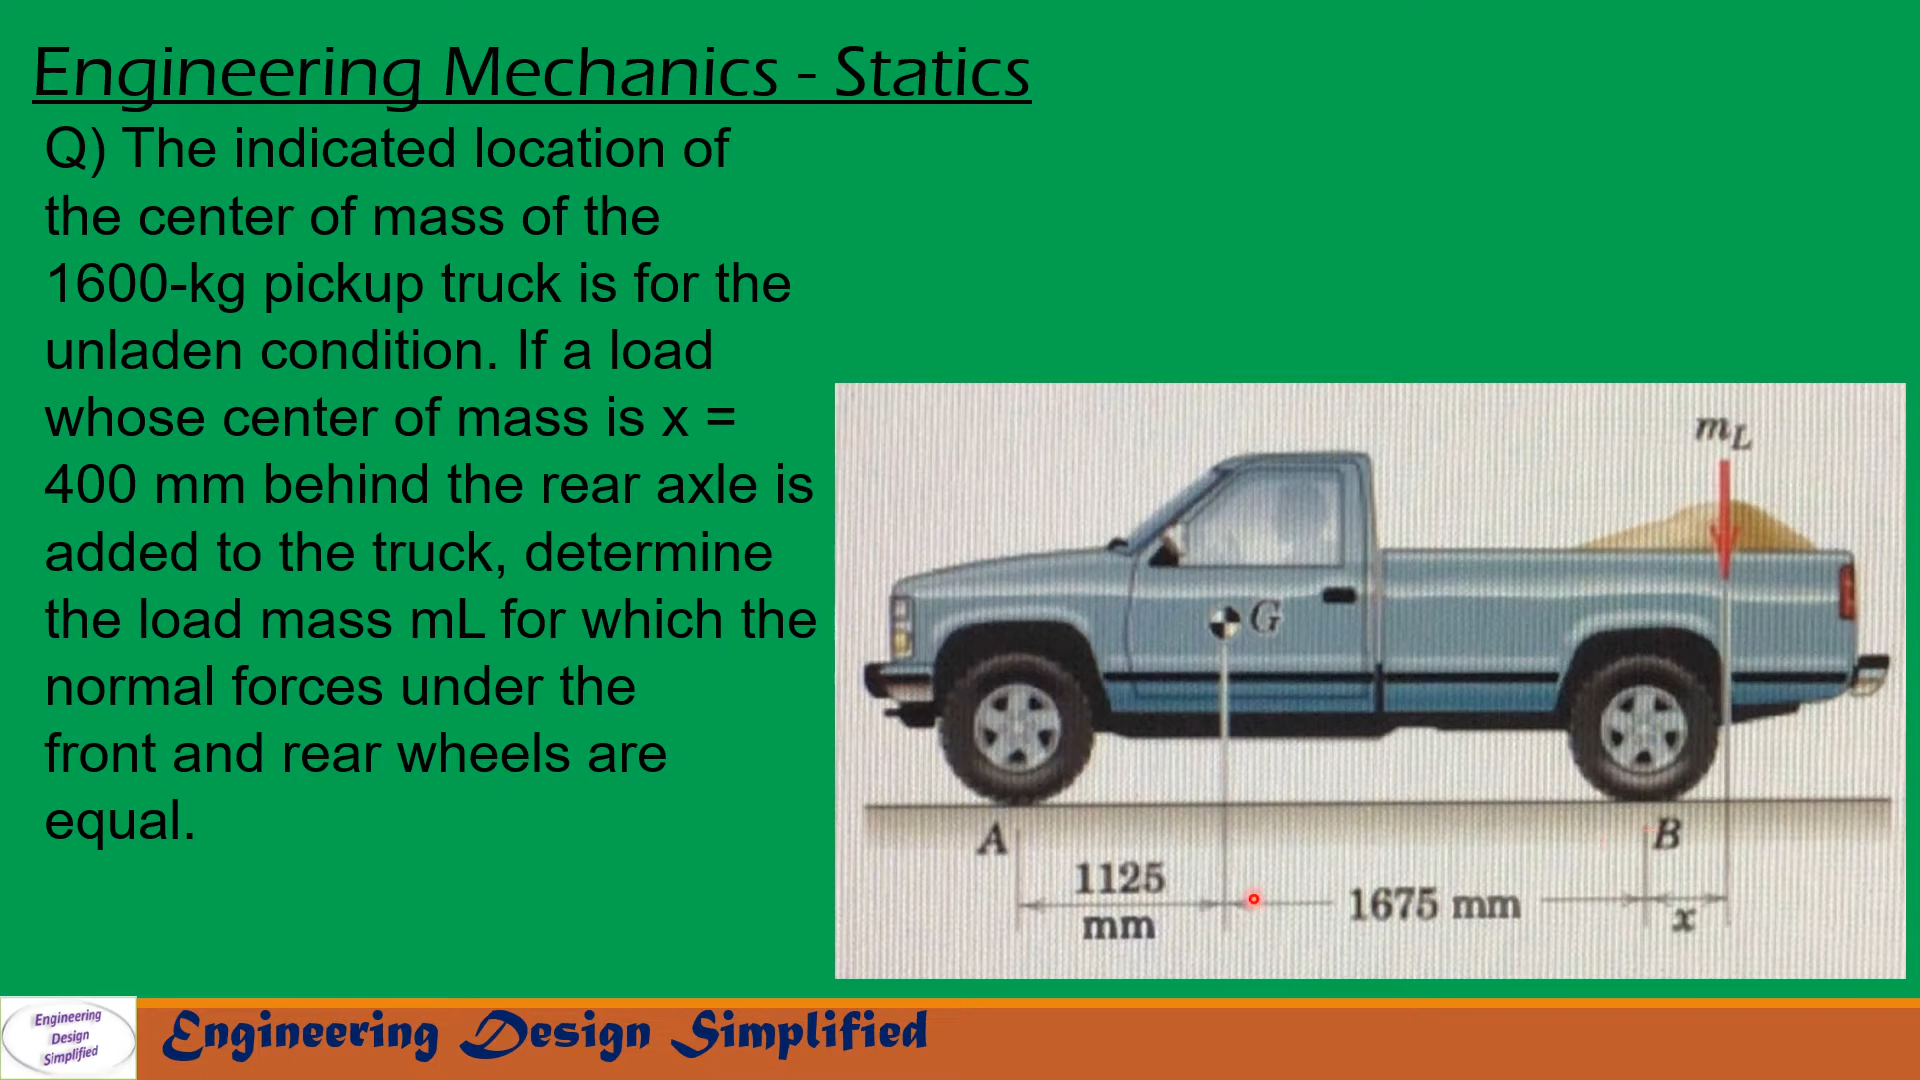 Engineering Mechanics - Statics
Q) The indicated location of
the center of mass of the
1600-kg pickup truck is for the
unladen condition. If a load
whose center of mass is x =
400 mm behind the rear axle is
added to the truck, determine
the load mass mL for which the
normal forces under the
front and rear wheels are
equal.
mL
G
A
B
1125
mm
1675 mm
x
Engineering
Design
Simplified
Engineering Design Simplified